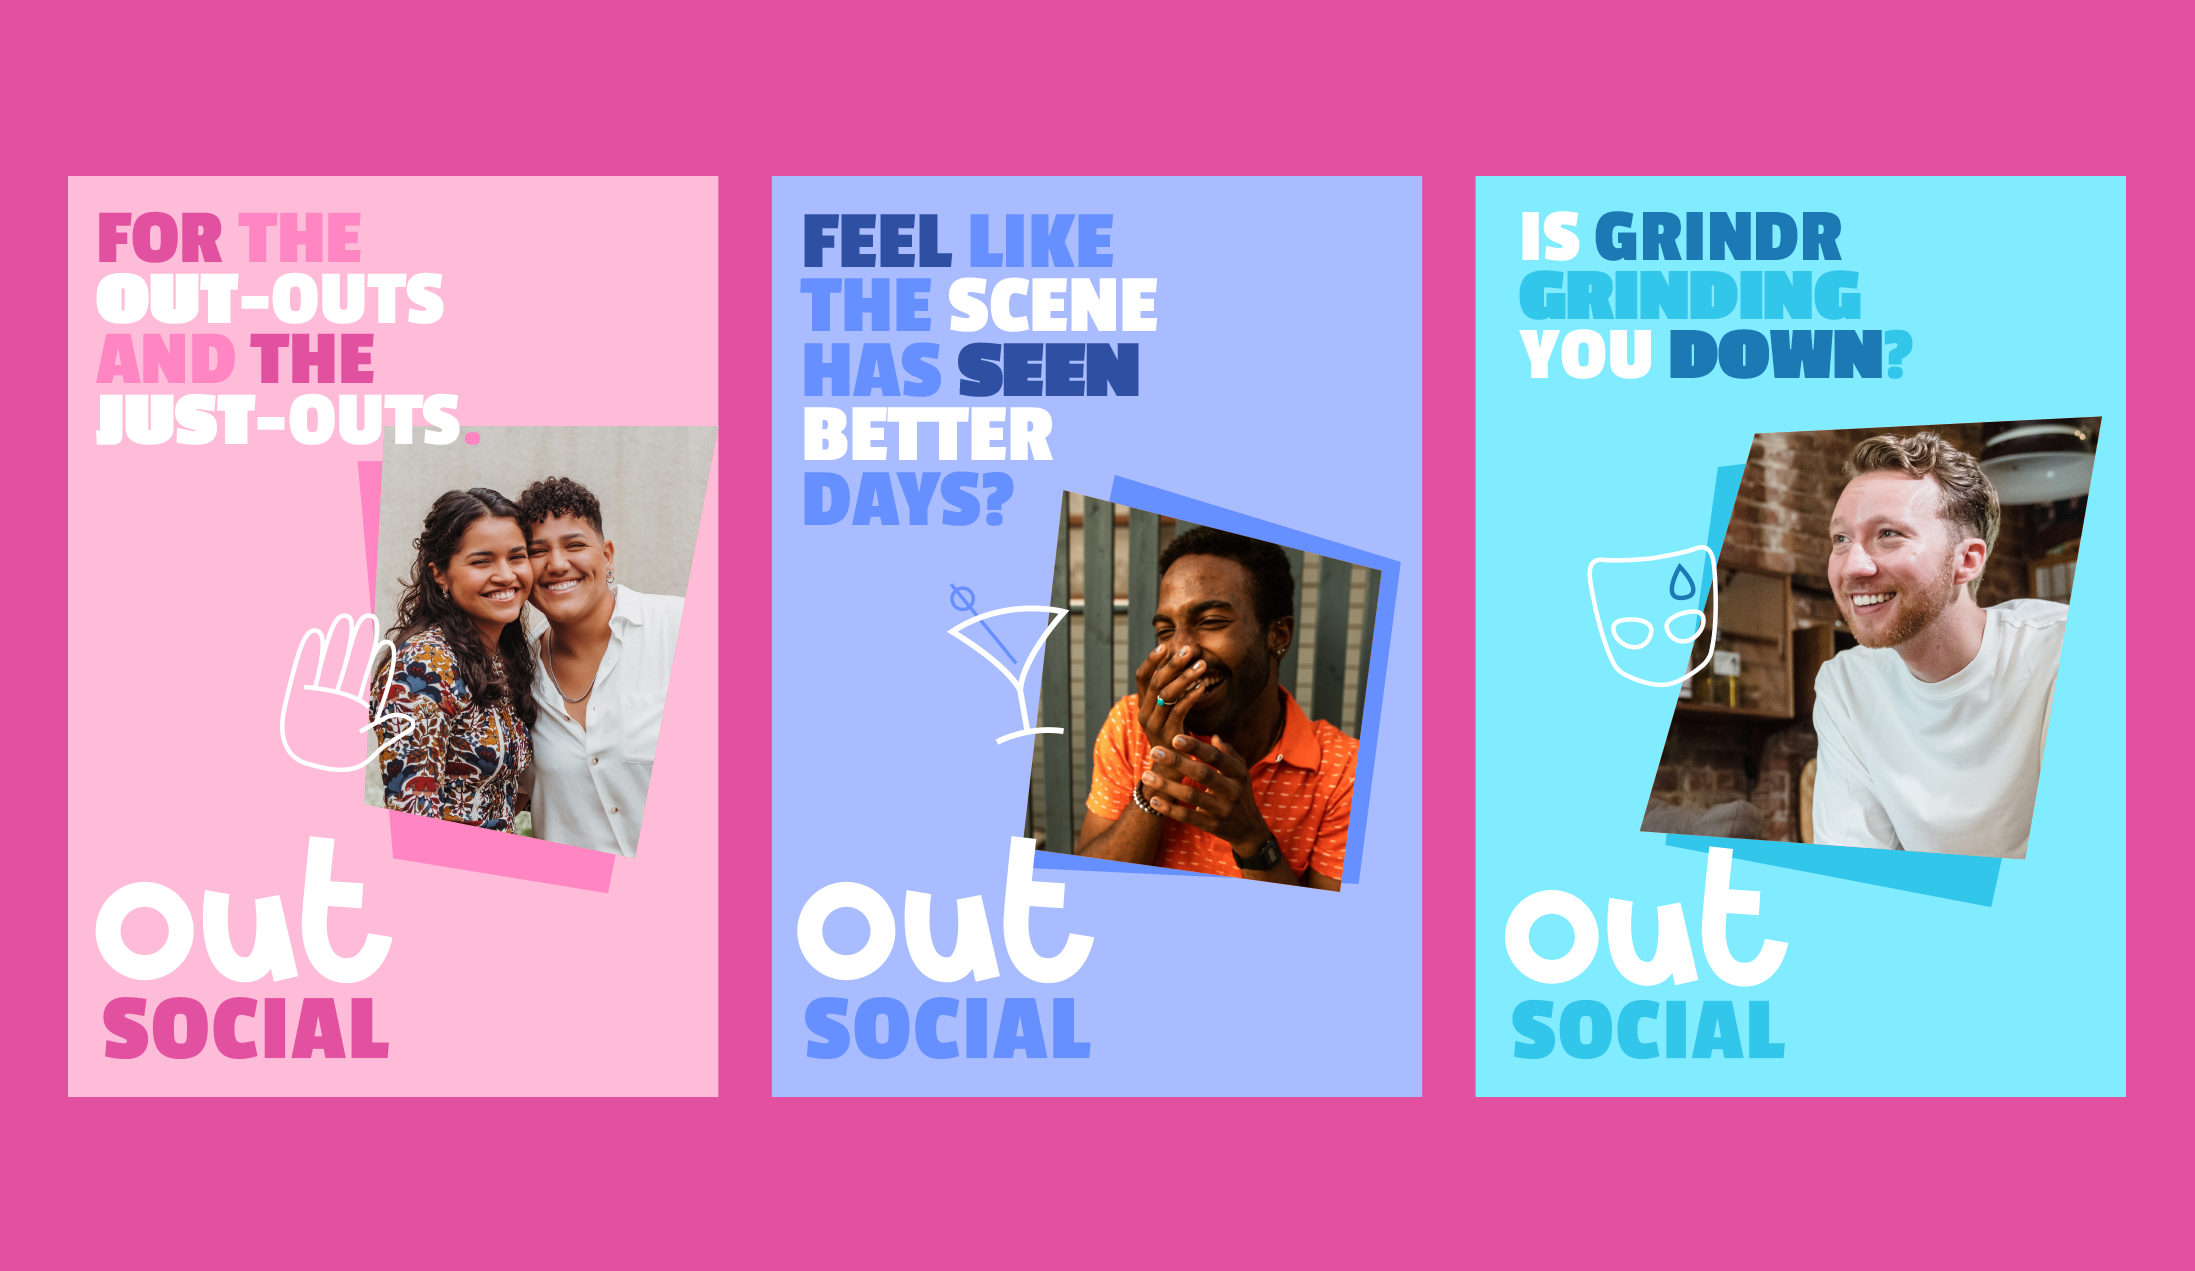 FOR THE
OUT-OUTS
AND THE
JUST-OUTS.
out
SOCIAL
FEEL LIKE
THE SCENE
HAS SEEN
BETTER
DAYS?
out
SOCIAL
IS GRINDR
GRINDING
YOU DOWN?
out
SOCIAL